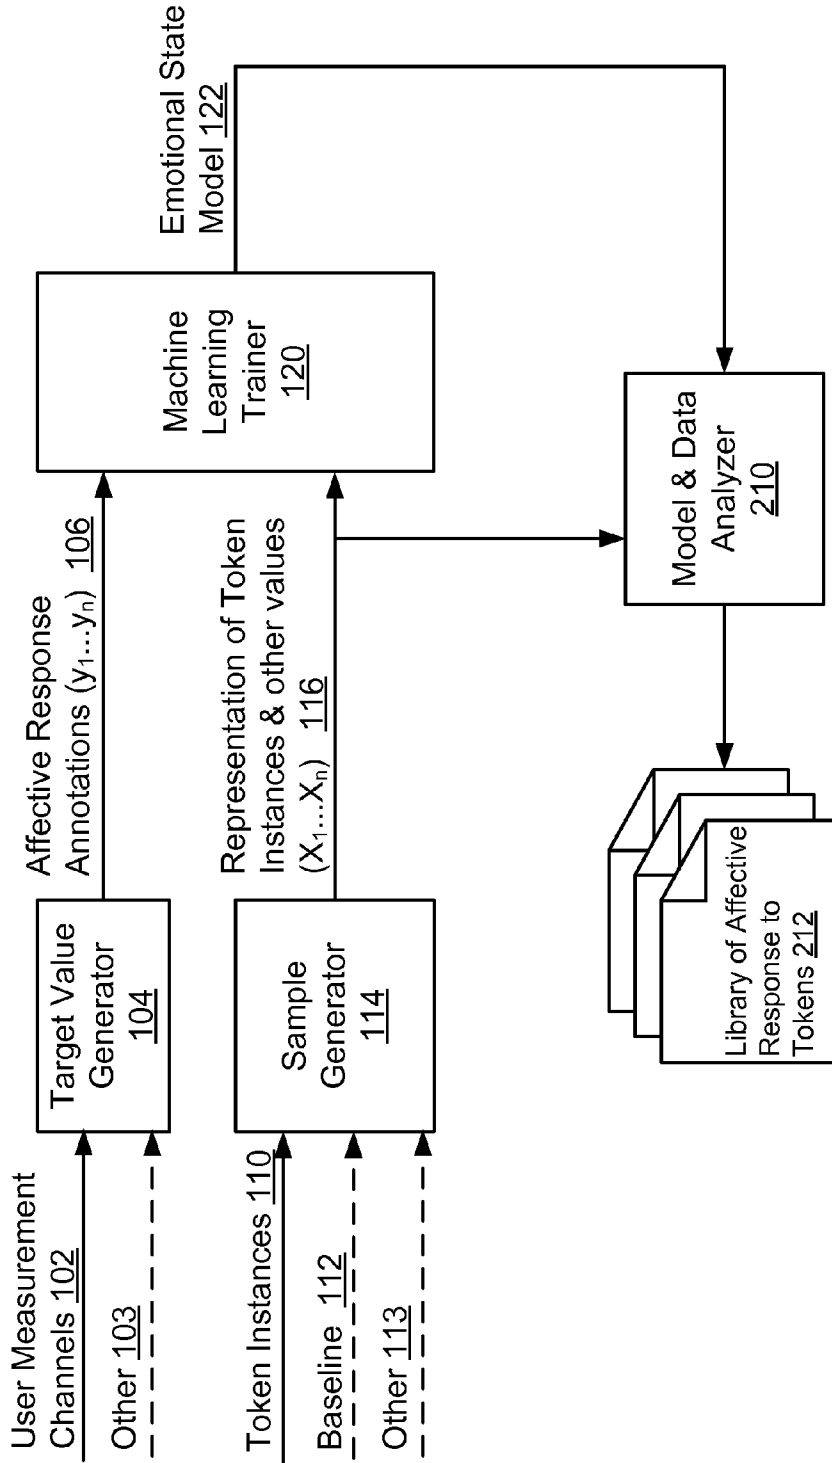 User Measurement
Channels 102
Other 103
Target Value
Generator
104
Affective Response
Annotations (y1...yn) 106
Token Instances 110
Baseline 112
Other 113
Sample
Generator
114
Representation of Token
Instances & other values
(X1...Xn) 116
Machine
Learning
Trainer
120
Emotional State
Model 122
Model & Data
Analyzer
210
Library of Affective
Response to
Tokens 212